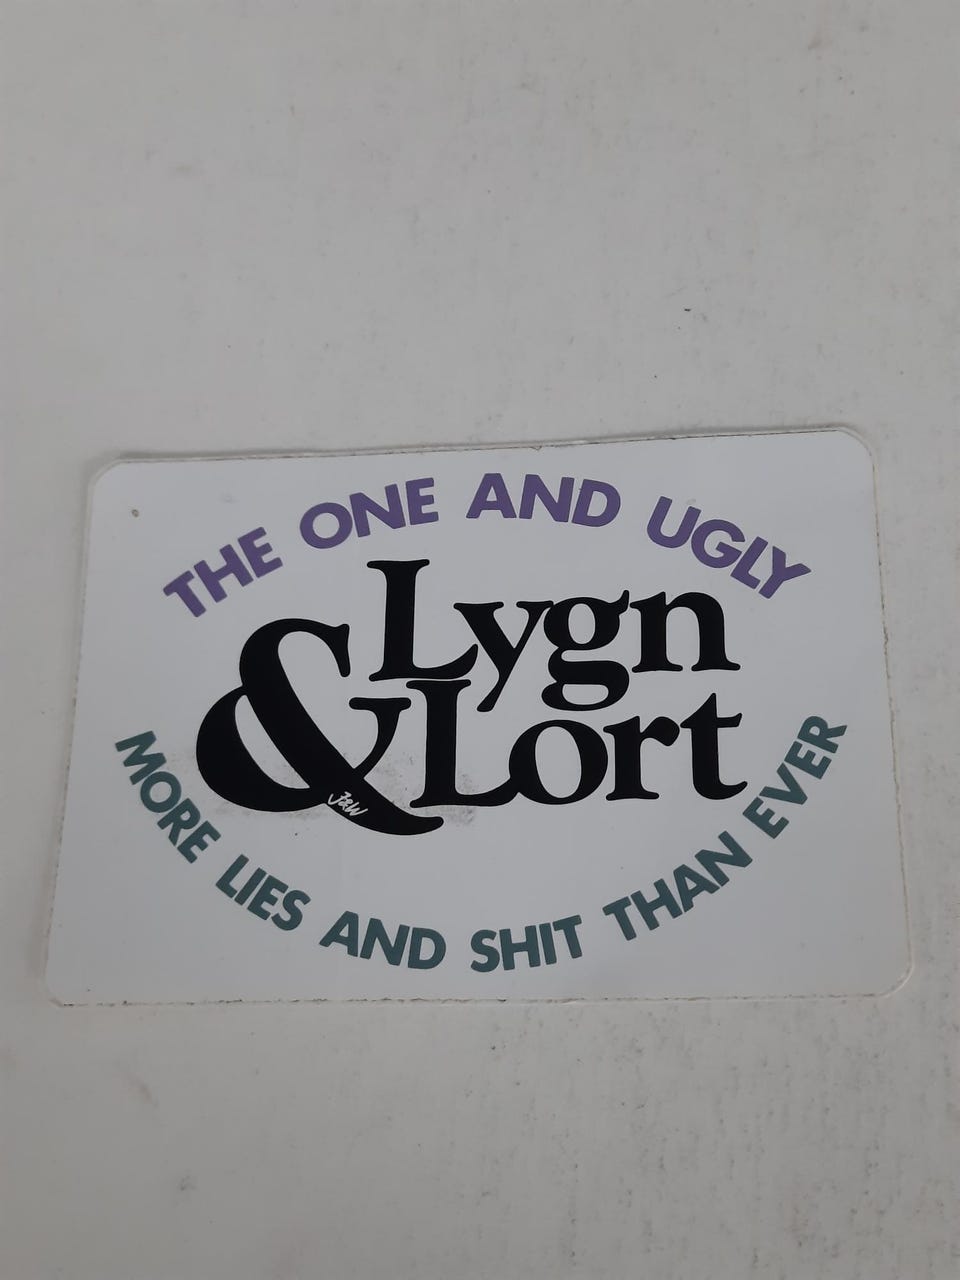 THE ONE AND UGLY
Lygn
& Lort
J&W
MORE LIES AND SHIT THAN EVER